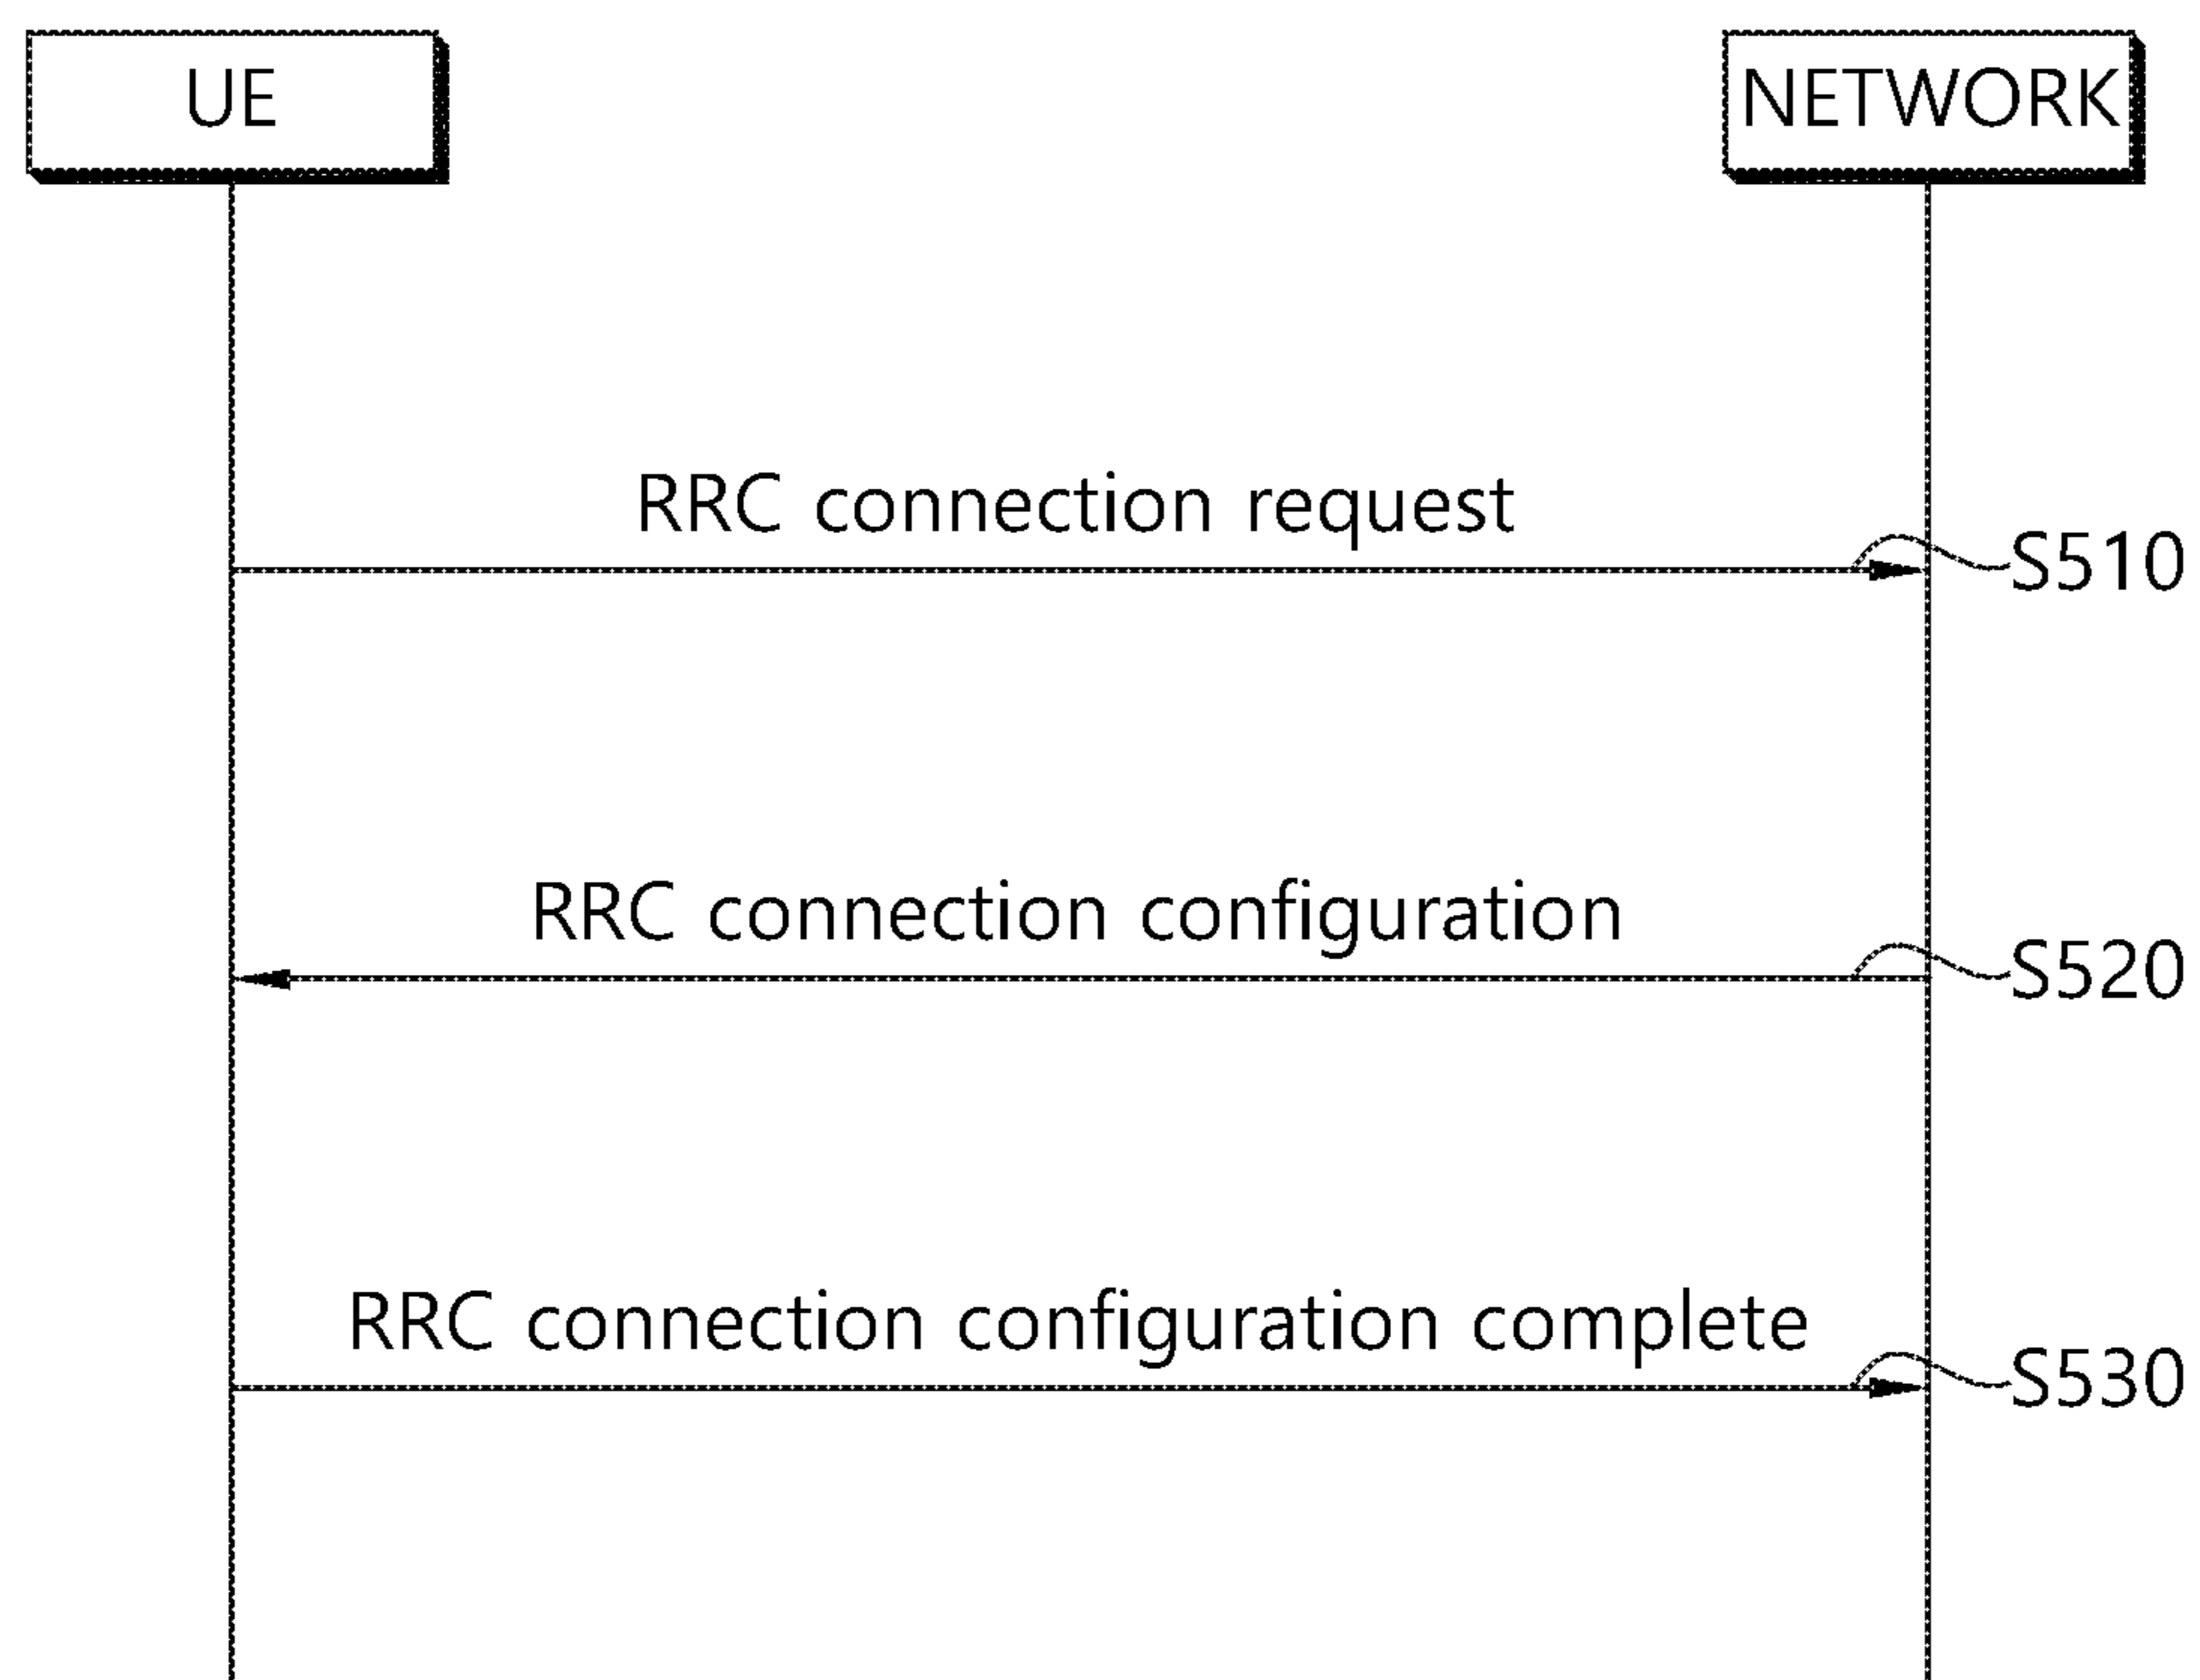 UE
NETWORK
RRC connection request
S510
RRC connection configuration
S520
RRC connection configuration complete
S530